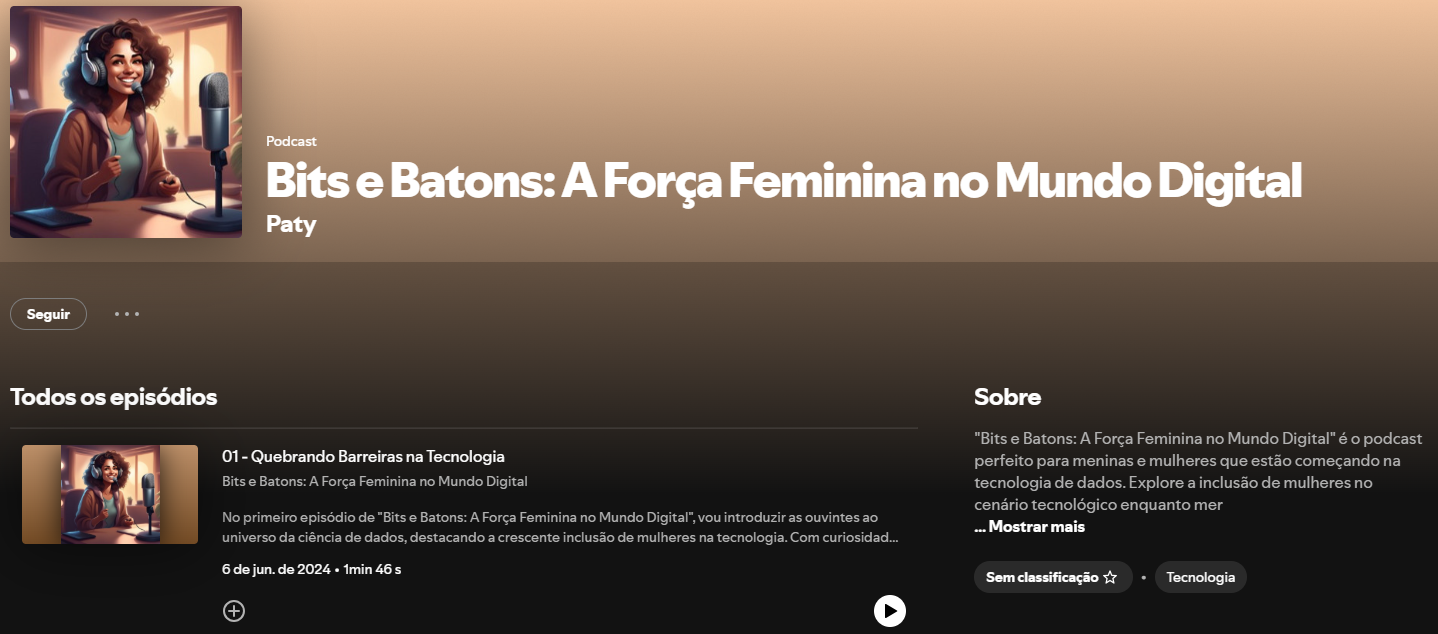 Podcast
Bits e Batons: A Força Feminina no Mundo Digital
Paty
Seguir
Todos os episódios
01 - Quebrando Barreiras na Tecnologia
Bits e Batons: A Força Feminina no Mundo Digital
No primeiro episódio de "Bits e Batons: A Força Feminina no Mundo Digital", vou introduzir as ouvintes ao
universo da ciência de dados, destacando a crescente inclusão de mulheres na tecnologia. Com curiosidad...
6 de jun. de 2024 • 1min 46 s
Sobre
"Bits e Batons: A Força Feminina no Mundo Digital" é o podcast
perfeito para meninas e mulheres que estão começando na
tecnologia de dados. Explore a inclusão de mulheres no
cenário tecnológico enquanto mer
... Mostrar mais
Sem classificação ☆ • Tecnologia